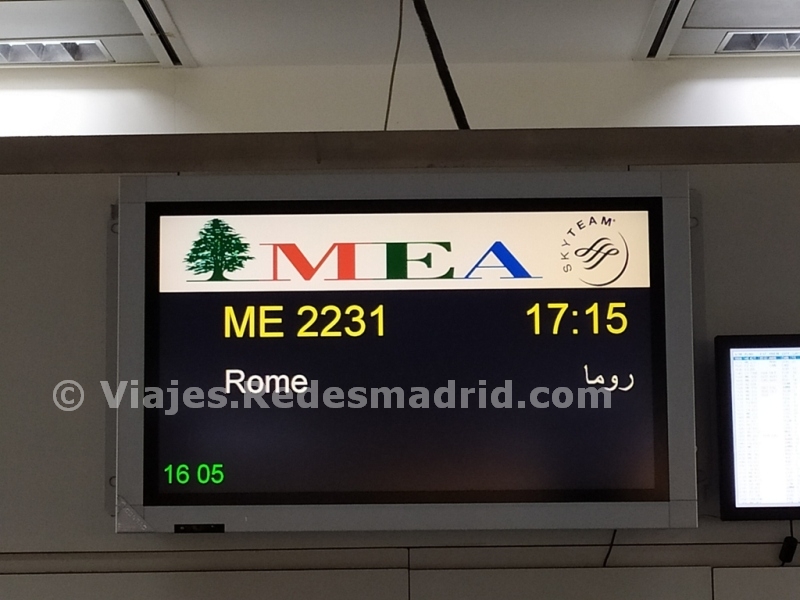 MEA SKYTEAM
ME 2231 17:15
Rome روما
© Viajes.Redesmadrid.com
16 05